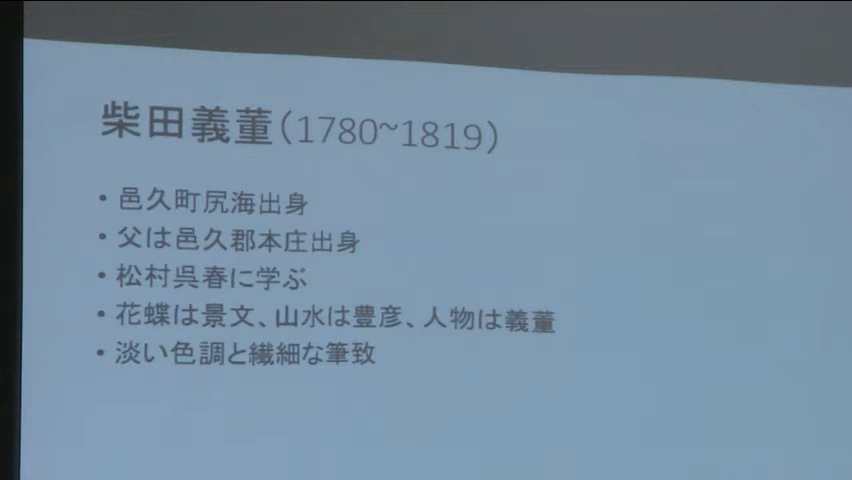 柴田義董（1780~1819）
・邑久町尻海出身
・父は邑久郡本庄出身
・松村呉春に学ぶ
・花蝶は景文、山水は豊彦、人物は義董
・淡い色調と繊細な筆致